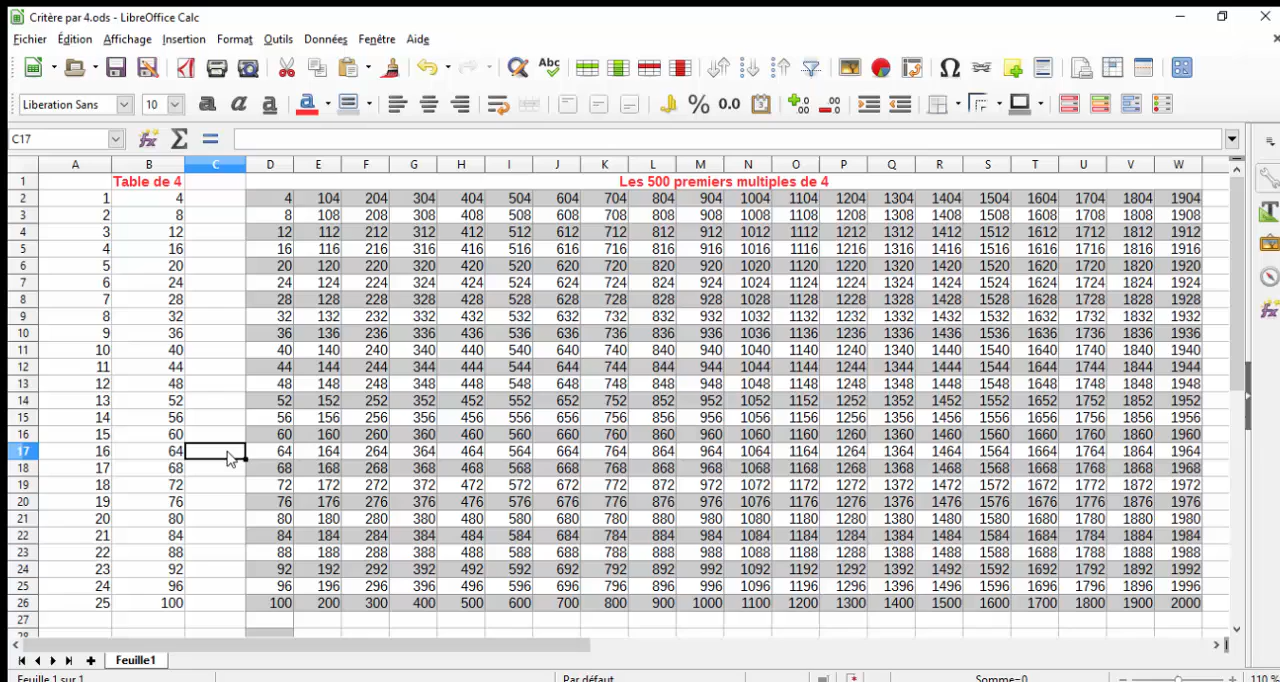 Critère par 4.ods - LibreOffice Calc
Fichier Édition Affichage Insertion Format Outils Données Fenêtre Aide
Liberation Sans 10
C17
A B C D E F G H I J K L M N O P Q R S T U V W
1 Table de 4 Les 500 premiers multiples de 4
2 1 4 4 104 204 304 404 504 604 704 804 904 1004 1104 1204 1304 1404 1504 1604 1704 1804 1904
3 2 8 8 108 208 308 408 508 608 708 808 908 1008 1108 1208 1308 1408 1508 1608 1708 1808 1908
4 3 12 12 112 212 312 412 512 612 712 812 912 1012 1112 1212 1312 1412 1512 1612 1712 1812 1912
5 4 16 16 116 216 316 416 516 616 716 816 916 1016 1116 1216 1316 1416 1516 1616 1716 1816 1916
6 5 20 20 120 220 320 420 520 620 720 820 920 1020 1120 1220 1320 1420 1520 1620 1720 1820 1920
7 6 24 24 124 224 324 424 524 624 724 824 924 1024 1124 1224 1324 1424 1524 1624 1724 1824 1924
8 7 28 28 128 228 328 428 528 628 728 828 928 1028 1128 1228 1328 1428 1528 1628 1728 1828 1928
9 8 32 32 132 232 332 432 532 632 732 832 932 1032 1132 1232 1332 1432 1532 1632 1732 1832 1932
10 9 36 36 136 236 336 436 536 636 736 836 936 1036 1136 1236 1336 1436 1536 1636 1736 1836 1936
11 10 40 40 140 240 340 440 540 640 740 840 940 1040 1140 1240 1340 1440 1540 1640 1740 1840 1940
12 11 44 44 144 244 344 444 544 644 744 844 944 1044 1144 1244 1344 1444 1544 1644 1744 1844 1944
13 12 48 48 148 248 348 448 548 648 748 848 948 1048 1148 1248 1348 1448 1548 1648 1748 1848 1948
14 13 52 52 152 252 352 452 552 652 752 852 952 1052 1152 1252 1352 1452 1552 1652 1752 1852 1952
15 14 56 56 156 256 356 456 556 656 756 856 956 1056 1156 1256 1356 1456 1556 1656 1756 1856 1956
16 15 60 60 160 260 360 460 560 660 760 860 960 1060 1160 1260 1360 1460 1560 1660 1760 1860 1960
17 16 64 64 164 264 364 464 564 664 764 864 964 1064 1164 1264 1364 1464 1564 1664 1764 1864 1964
18 17 68 68 168 268 368 468 568 668 768 868 968 1068 1168 1268 1368 1468 1568 1668 1768 1868 1968
19 18 72 72 172 272 372 472 572 672 772 872 972 1072 1172 1272 1372 1472 1572 1672 1772 1872 1972
20 19 76 76 176 276 376 476 576 676 776 876 976 1076 1176 1276 1376 1476 1576 1676 1776 1876 1976
21 20 80 80 180 280 380 480 580 680 780 880 980 1080 1180 1280 1380 1480 1580 1680 1780 1880 1980
22 21 84 84 184 284 384 484 584 684 784 884 984 1084 1184 1284 1384 1484 1584 1684 1784 1884 1984
23 22 88 88 188 288 388 488 588 688 788 888 988 1088 1188 1288 1388 1488 1588 1688 1788 1888 1988
24 23 92 92 192 292 392 492 592 692 792 892 992 1092 1192 1292 1392 1492 1592 1692 1792 1892 1992
25 24 96 96 196 296 396 496 596 696 796 896 996 1096 1196 1296 1396 1496 1596 1696 1796 1896 1996
26 25 100 100 200 300 400 500 600 700 800 900 1000 1100 1200 1300 1400 1500 1600 1700 1800 1900 2000
27
28
Feuille1
Feuille 1 sur 1 Par défaut Somme=0 110 %